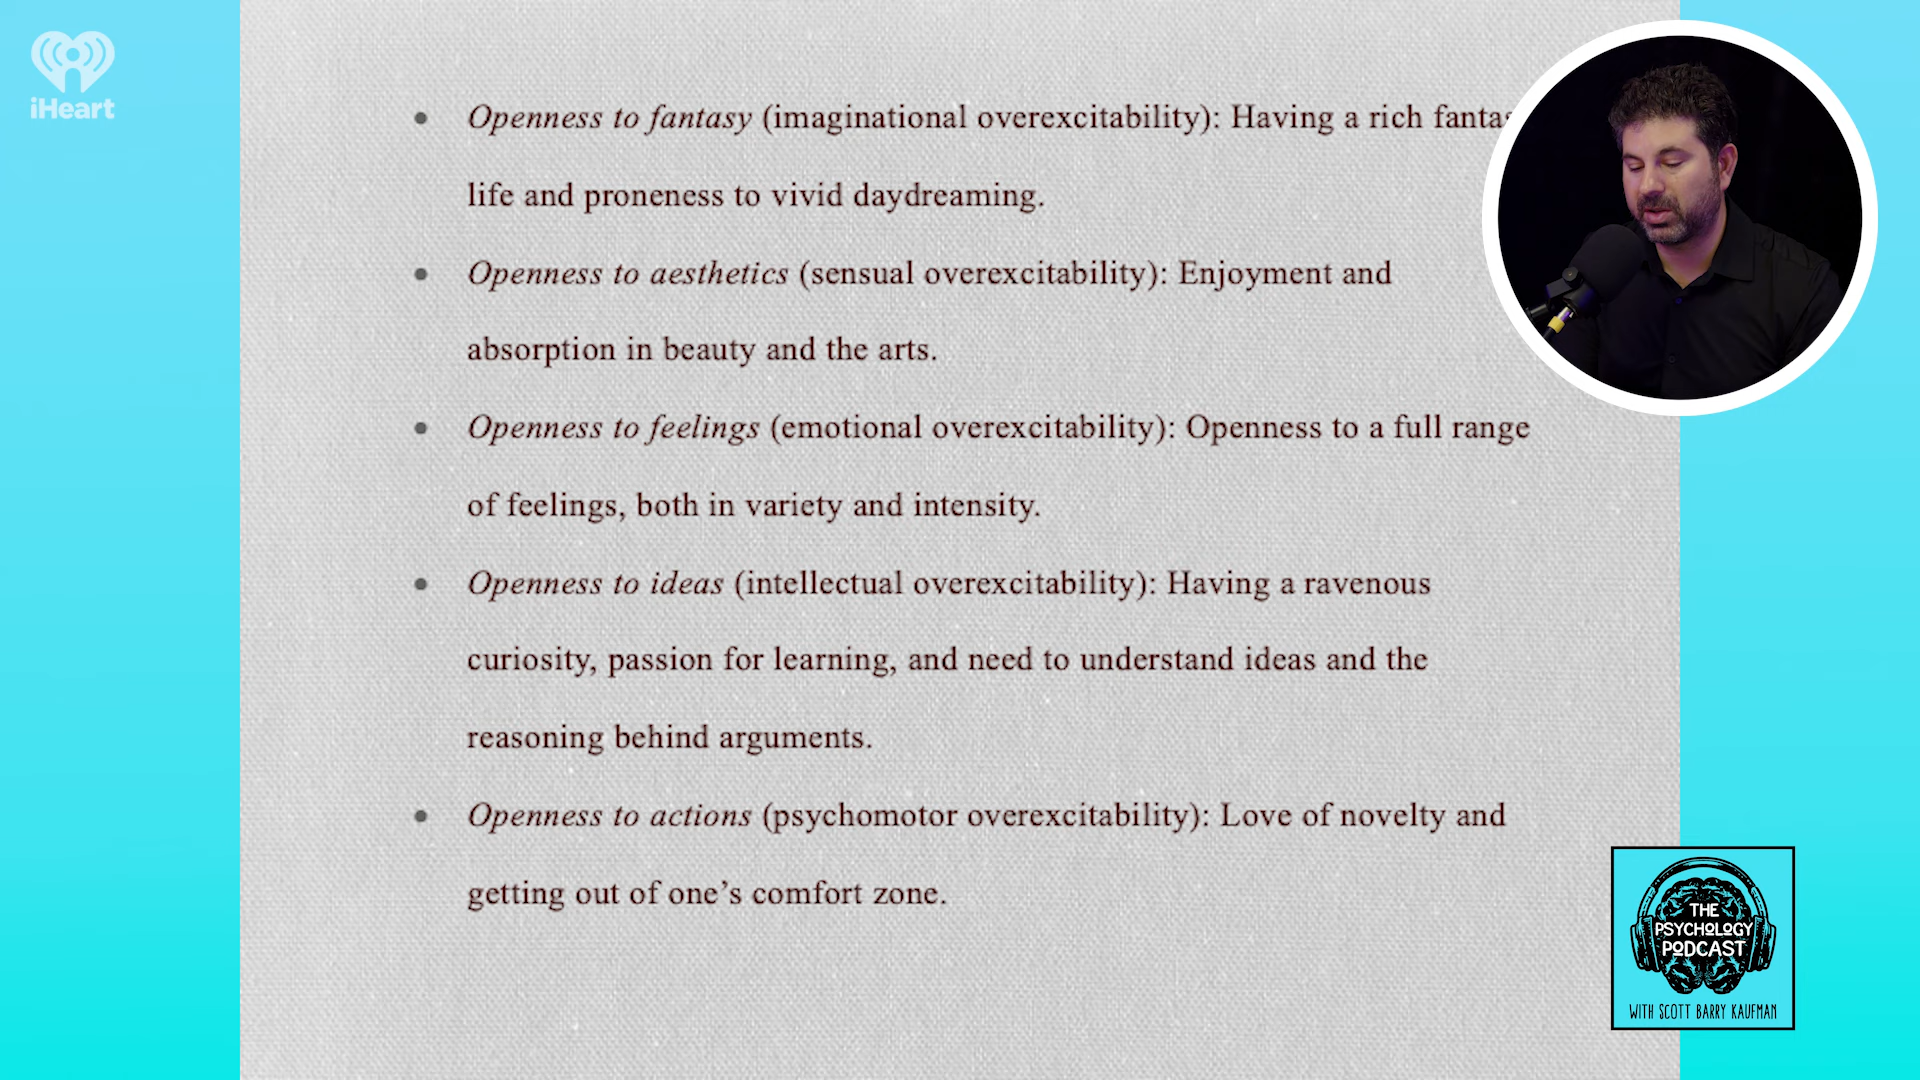 iHeart
• Openness to fantasy (imaginational overexcitability): Having a rich
life and proneness to vivid daydreaming.
• Openness to aesthetics (sensual overexcitability): Enjoyment and
absorption in beauty and the arts.
• Openness to feelings (emotional overexcitability): Openness to a full range
of feelings, both in variety and intensity.
• Openness to ideas (intellectual overexcitability): Having a ravenous
curiosity, passion for learning, and need to understand ideas and the
reasoning behind arguments.
• Openness to actions (psychomotor overexcitability): Love of novelty and
getting out of one’s comfort zone.
THE
PSYCHOLOGY
PODCAST
WITH SCOTT BARRY KAUFMAN